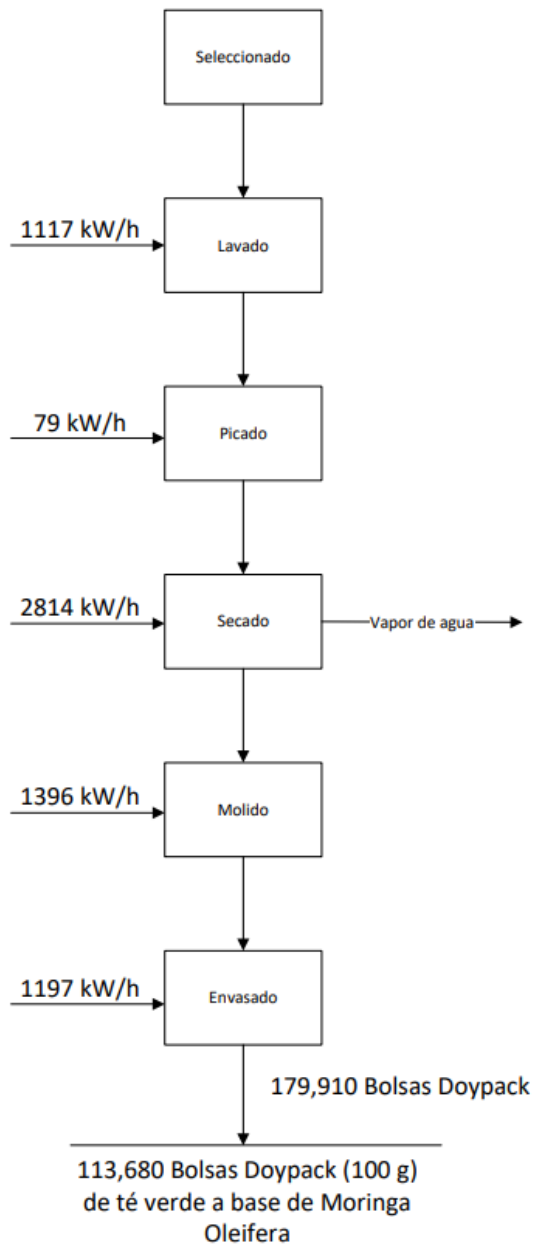 Seleccionado
1117 kW/h
Lavado
79 kW/h
Picado
2814 kW/h
Secado
Vapor de agua
1396 kW/h
Molido
1197 kW/h
Envasado
179,910 Bolsas Doypack
113,680 Bolsas Doypack (100 g)
de té verde a base de Moringa
Oleifera